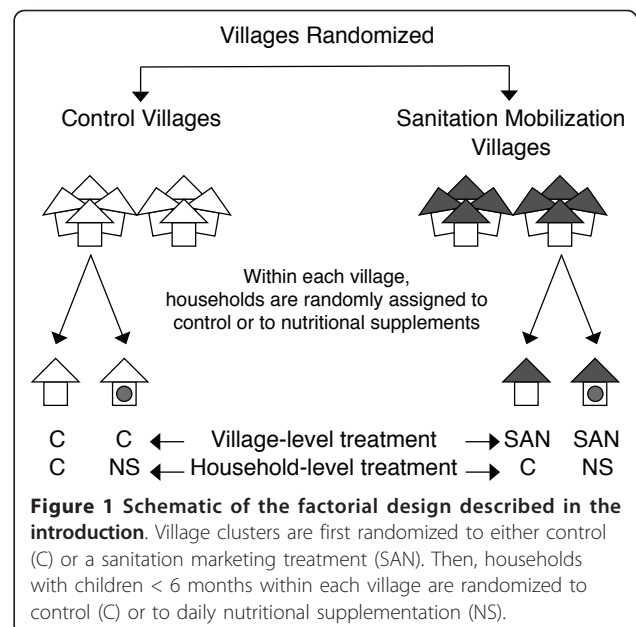 Villages Randomized
Control Villages
Sanitation Mobilization
Villages
Within each village,
households are randomly assigned to
control or to nutritional supplements
C C Village-level treatment SAN SAN
C NS Household-level treatment C NS
Figure 1 Schematic of the factorial design described in the
introduction. Village clusters are first randomized to either control
(C) or a sanitation marketing treatment (SAN). Then, households
with children < 6 months within each village are randomized to
control (C) or to daily nutritional supplementation (NS).